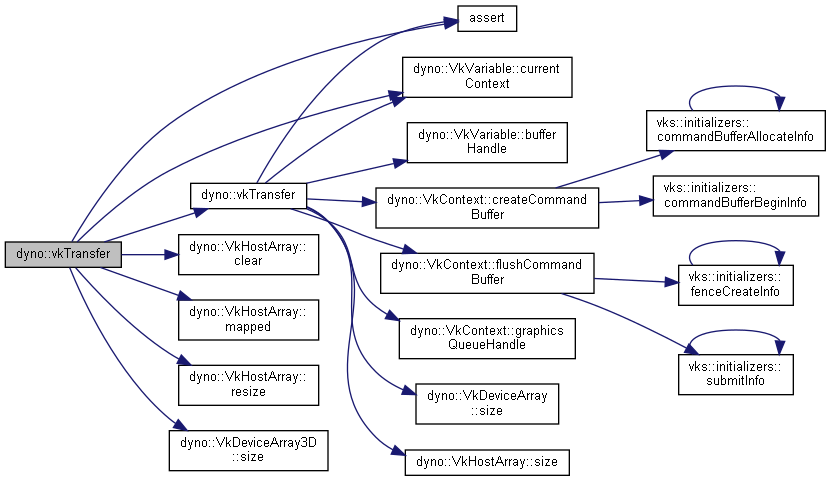 assert
dyno::VkVariable::current
Context
dyno::VkVariable::buffer
Handle
vks::initializers::
commandBufferAllocateInfo
dyno::vkTransfer
dyno::VkContext::createCommand
Buffer
vks::initializers::
commandBufferBeginInfo
dyno::vkTransfer
dyno::VkHostArray::
clear
dyno::VkContext::flushCommand
Buffer
vks::initializers::
fenceCreateInfo
dyno::VkHostArray::
mapped
dyno::VkContext::graphics
QueueHandle
vks::initializers::
submitInfo
dyno::VkHostArray::
resize
dyno::VkDeviceArray
::size
dyno::VkDeviceArray3D
::size
dyno::VkHostArray::size